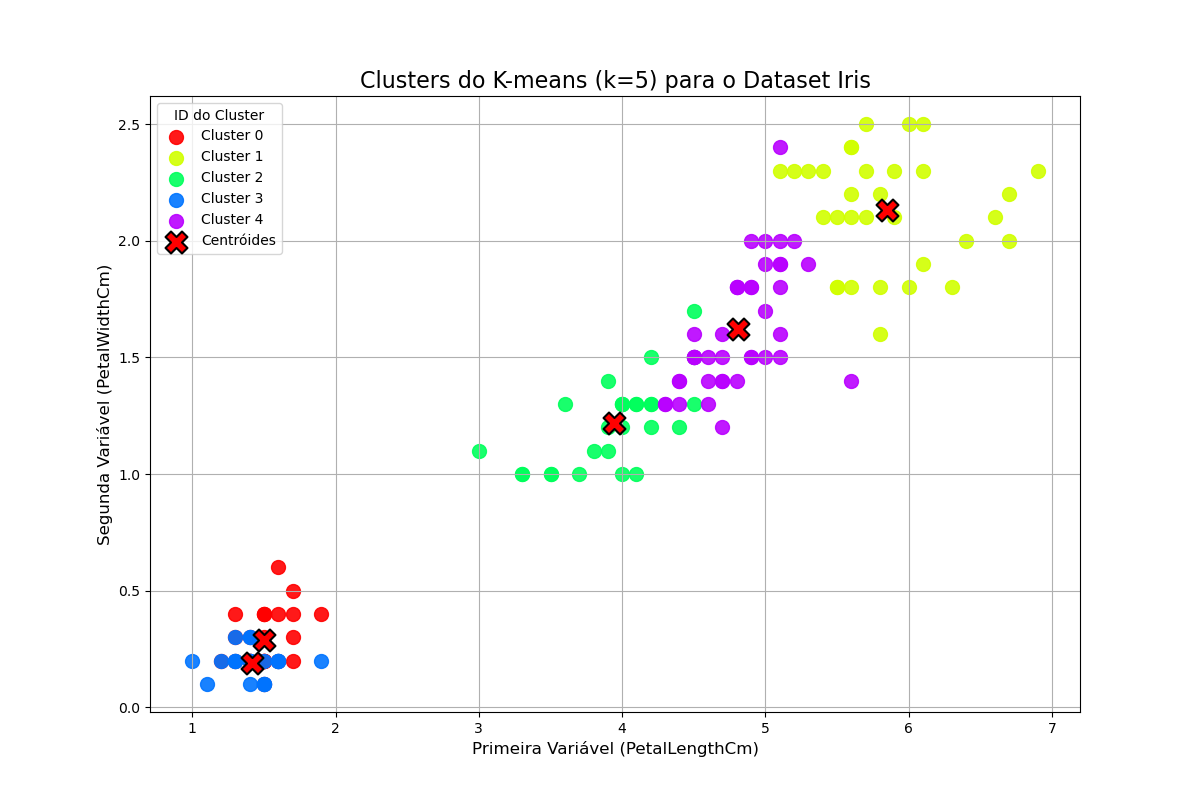 Clusters do K-means (k=5) para o Dataset Iris
ID do Cluster
Cluster 0
Cluster 1
Cluster 2
Cluster 3
Cluster 4
Centróides
Segunda Variável (PetalWidthCm)
2.5
2.0
1.5
1.0
0.5
0.0
1 2 3 4 5 6 7
Primeira Variável (PetalLengthCm)